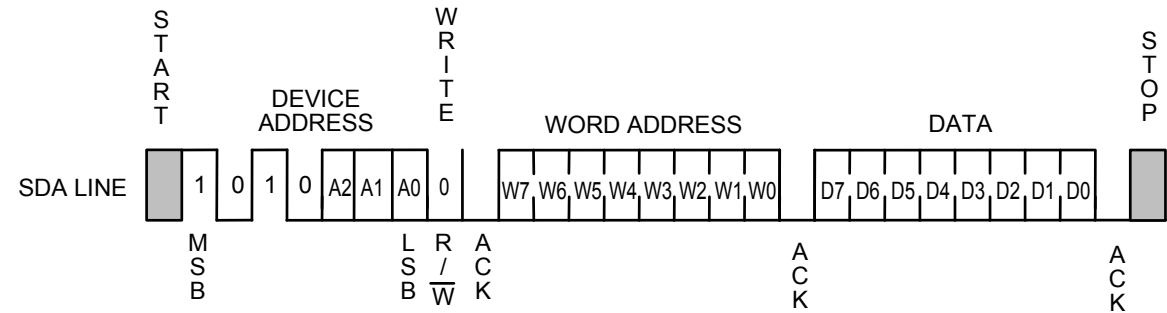 START
WRITE
STOP
DEVICE
ADDRESS
WORD ADDRESS
DATA
SDA LINE
1 0 1 0 A2 A1 A0 0
W7 W6 W5 W4 W3 W2 W1 W0
D7 D6 D5 D4 D3 D2 D1 D0
MSB
LSB
R/W̅
ACK
ACK
ACK